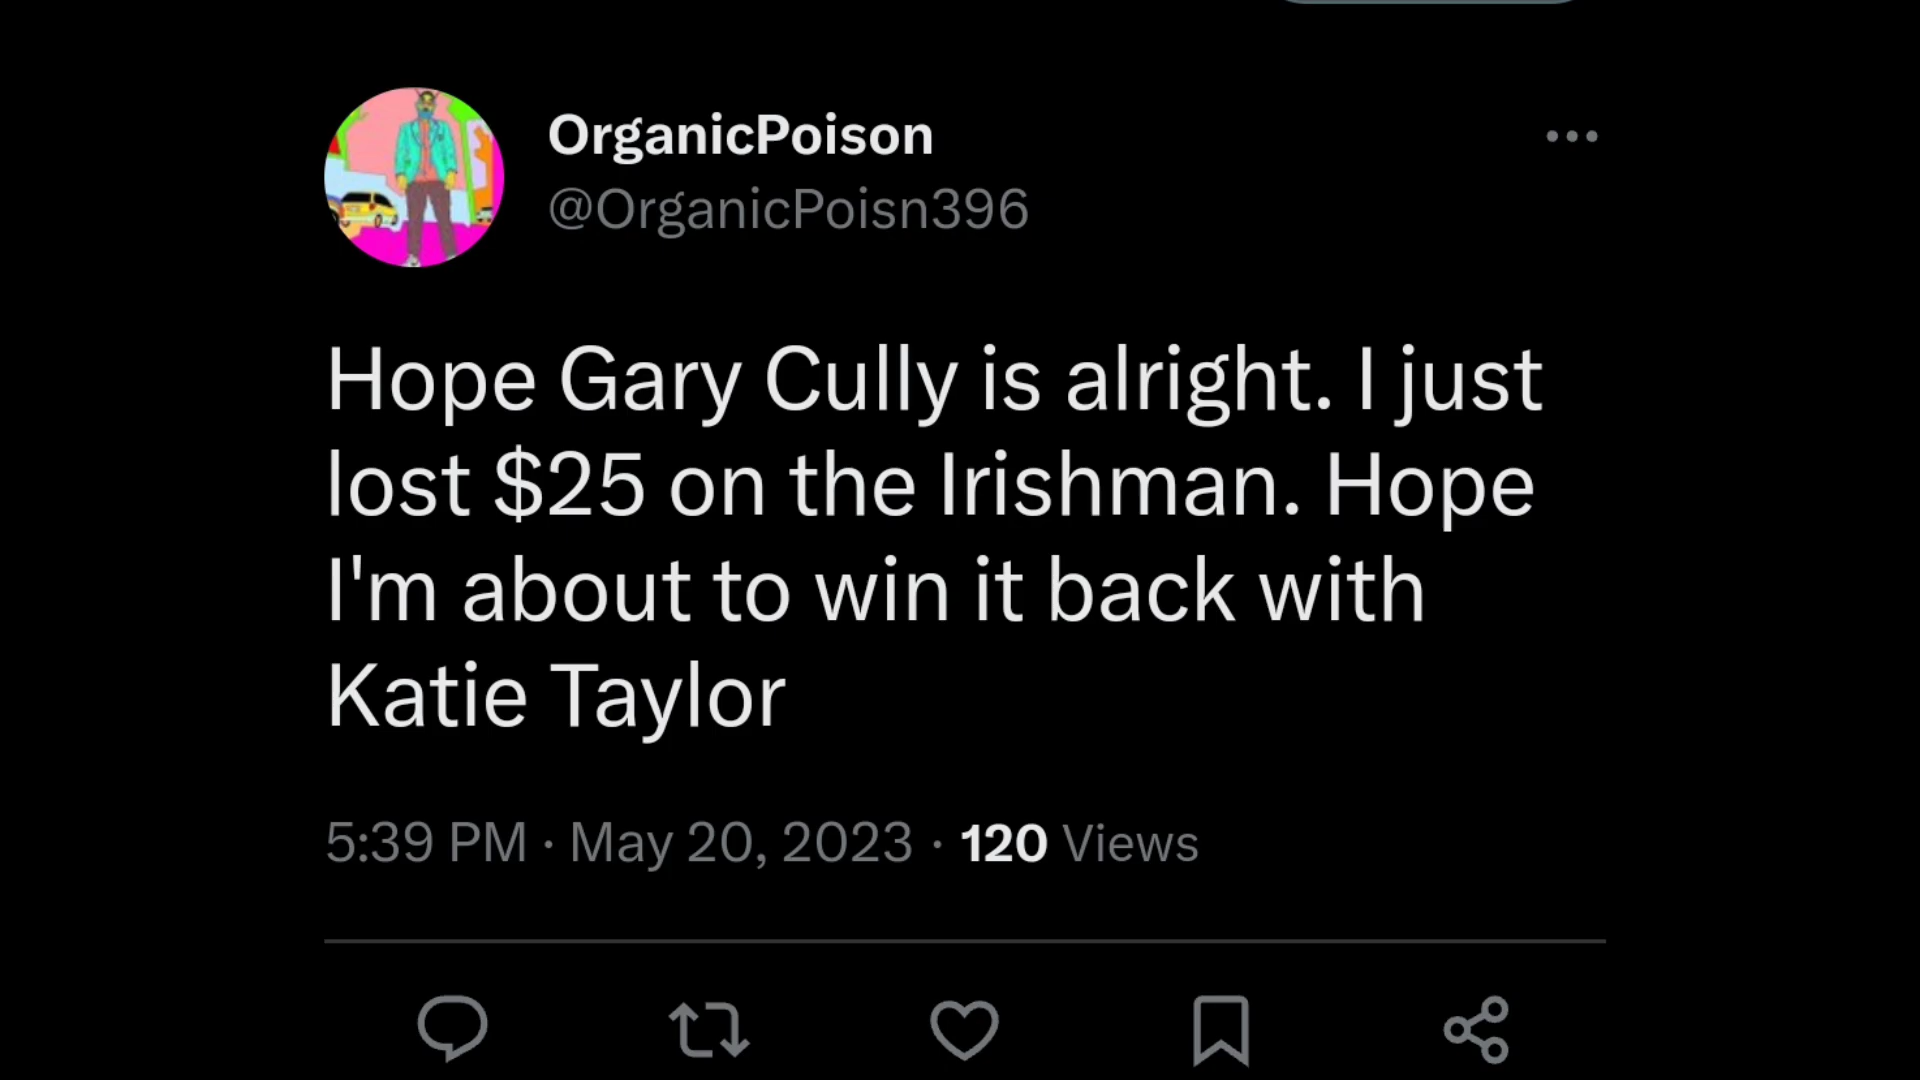 OrganicPoison
@OrganicPoisn396
Hope Gary Cully is alright. I just
lost $25 on the Irishman. Hope
I'm about to win it back with
Katie Taylor
5:39 PM · May 20, 2023 · 120 Views